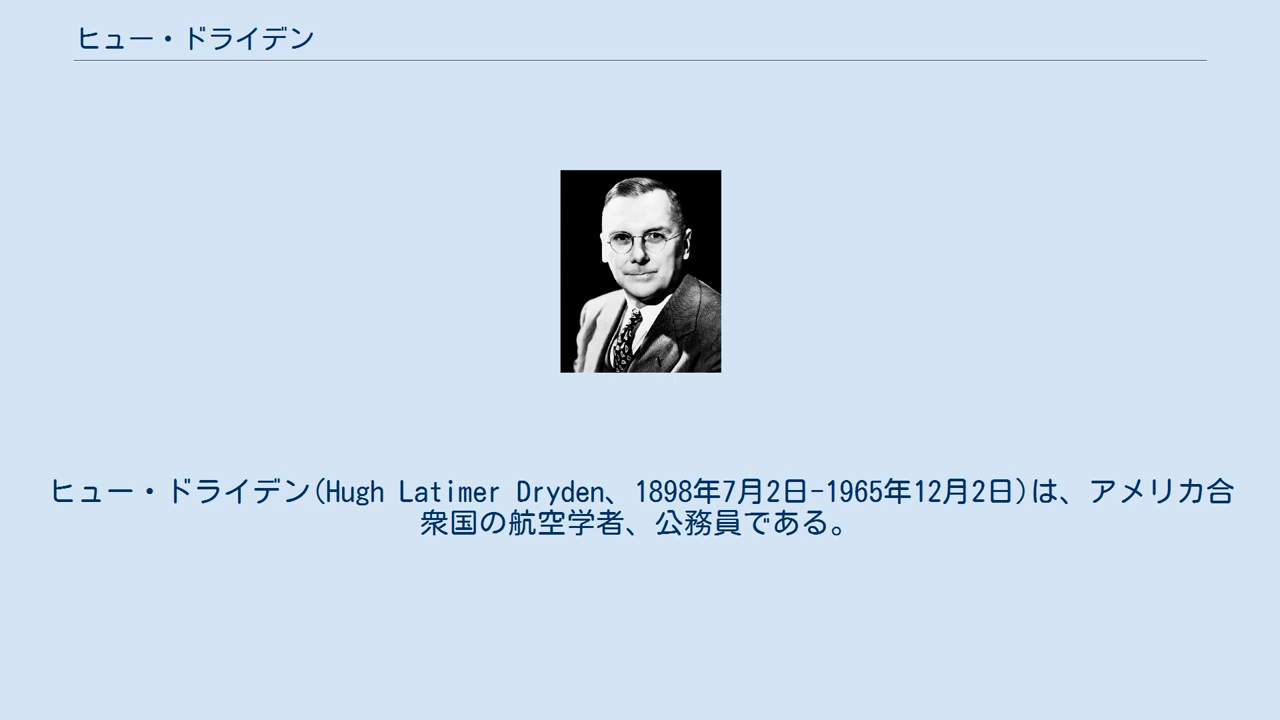 ヒュー・ドライデン
ヒュー・ドライデン(Hugh Latimer Dryden、1898年7月2日-1965年12月2日)は、アメリカ合
衆国の航空学者、公務員である。